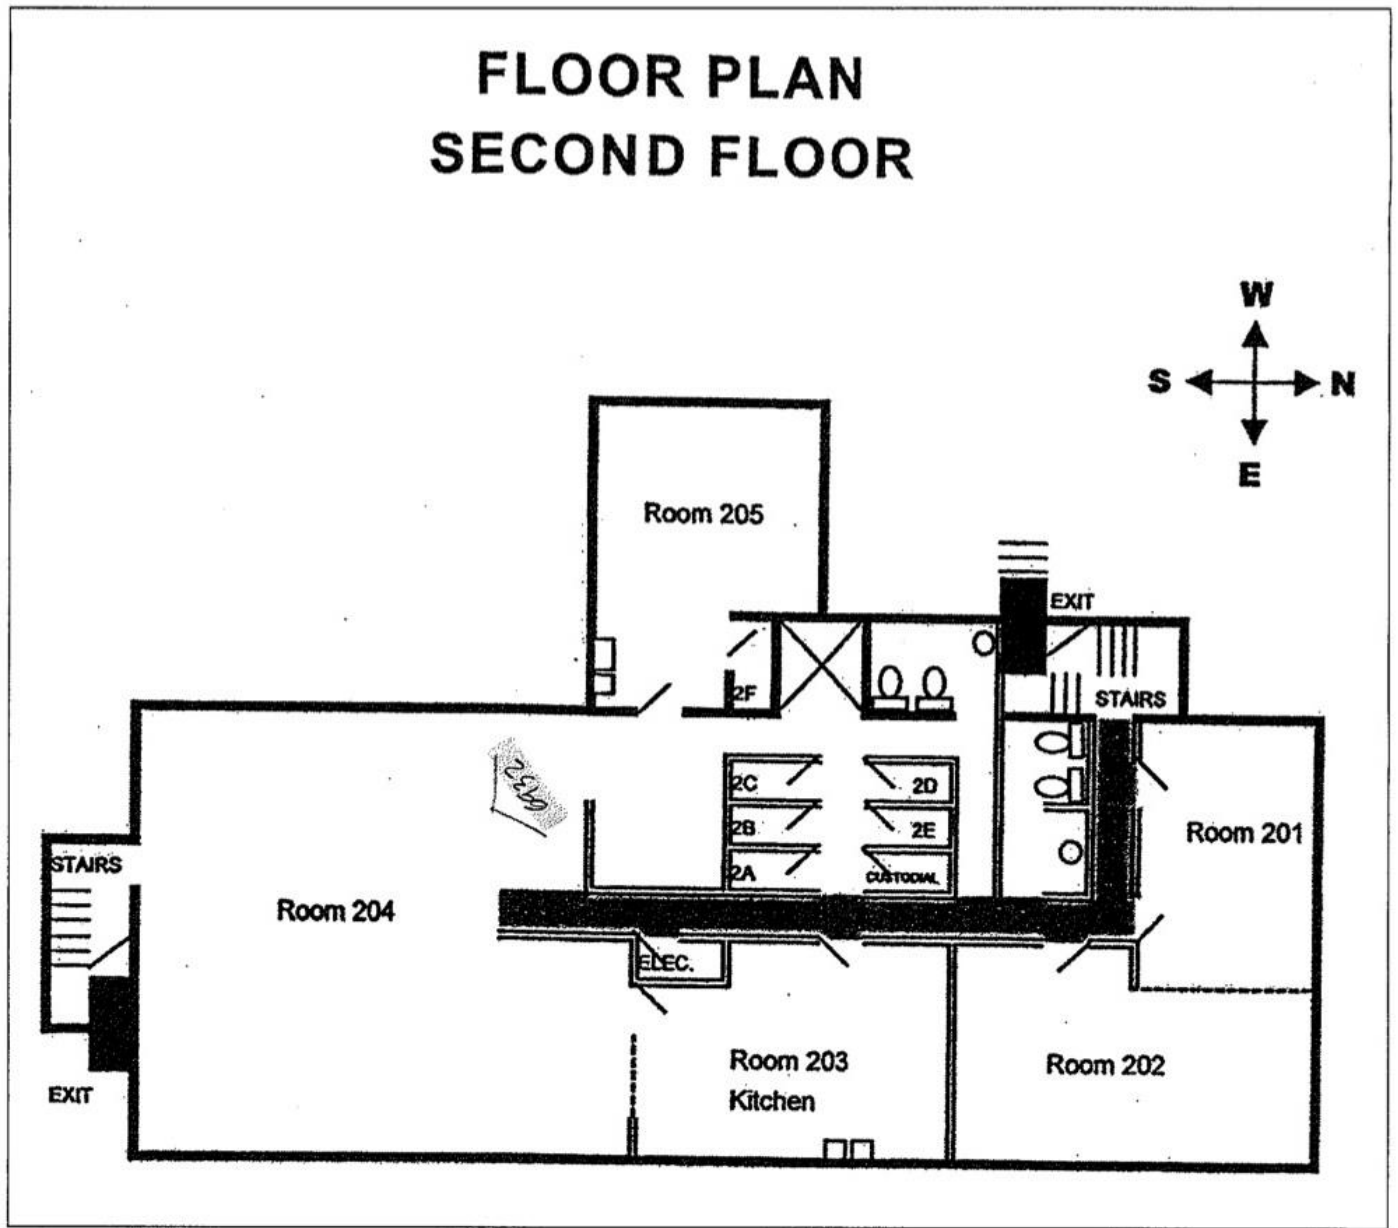 FLOOR PLAN
SECOND FLOOR
W
S N
E
Room 205
EXIT
2F
STAIRS
6932
2C 2D
2B 2E
2A CUSTODIAL
Room 201
STAIRS
Room 204
ELEC.
Room 203
Kitchen
Room 202
EXIT